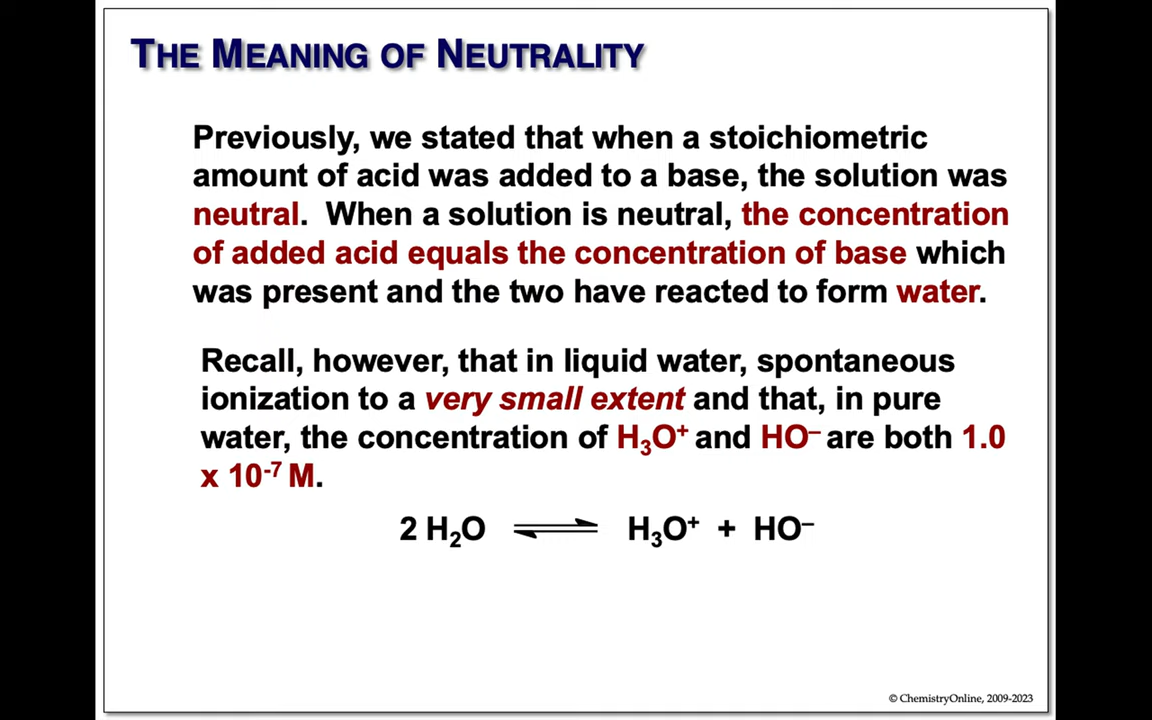 THE MEANING OF NEUTRALITY
Previously, we stated that when a stoichiometric
amount of acid was added to a base, the solution was
neutral.  When a solution is neutral, the concentration
of added acid equals the concentration of base which
was present and the two have reacted to form water.
Recall, however, that in liquid water, spontaneous
ionization to a very small extent and that, in pure
water, the concentration of H₃O⁺ and HO⁻ are both 1.0
x 10⁻⁷ M.
2 H₂O ⇌ H₃O⁺ + HO⁻
© ChemistryOnline, 2009-2023